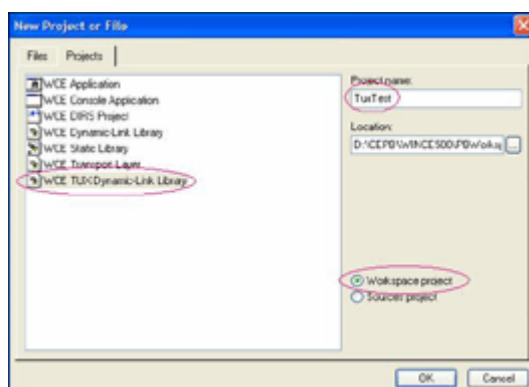 New Project or File
Files
Projects
WCE Application
WCE Console Application
WCE DIRS Project
WCE Dynamic-Link Library
WCE Static Library
WCE Transport Layer
WCE TUX Dynamic-Link Library
Project name:
TuxTest
Location:
...
Workspace project
Sources project
OK
Cancel